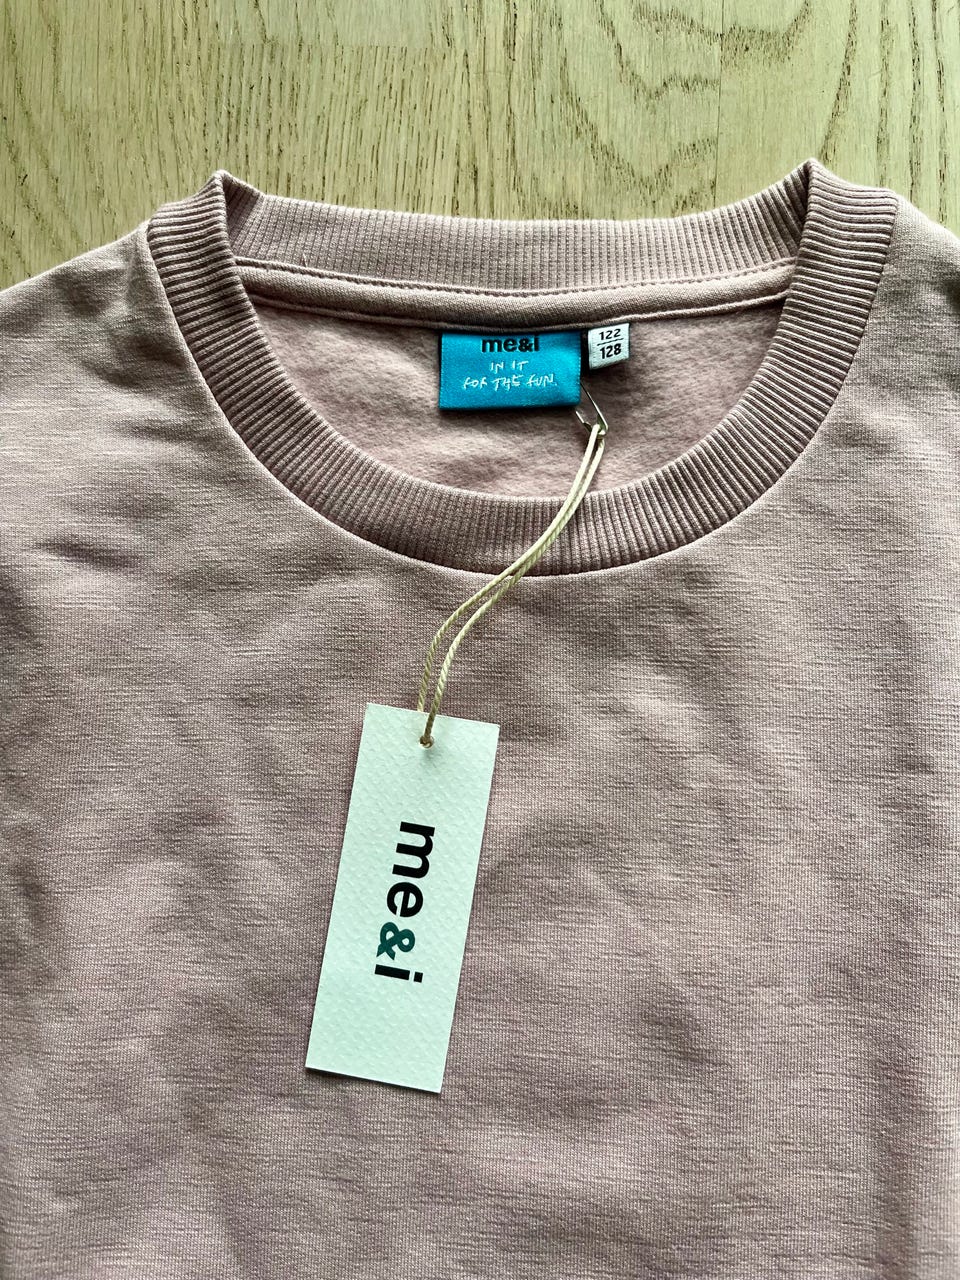 me&i
IN IT
FOR THE FUN.
122
128
me&i